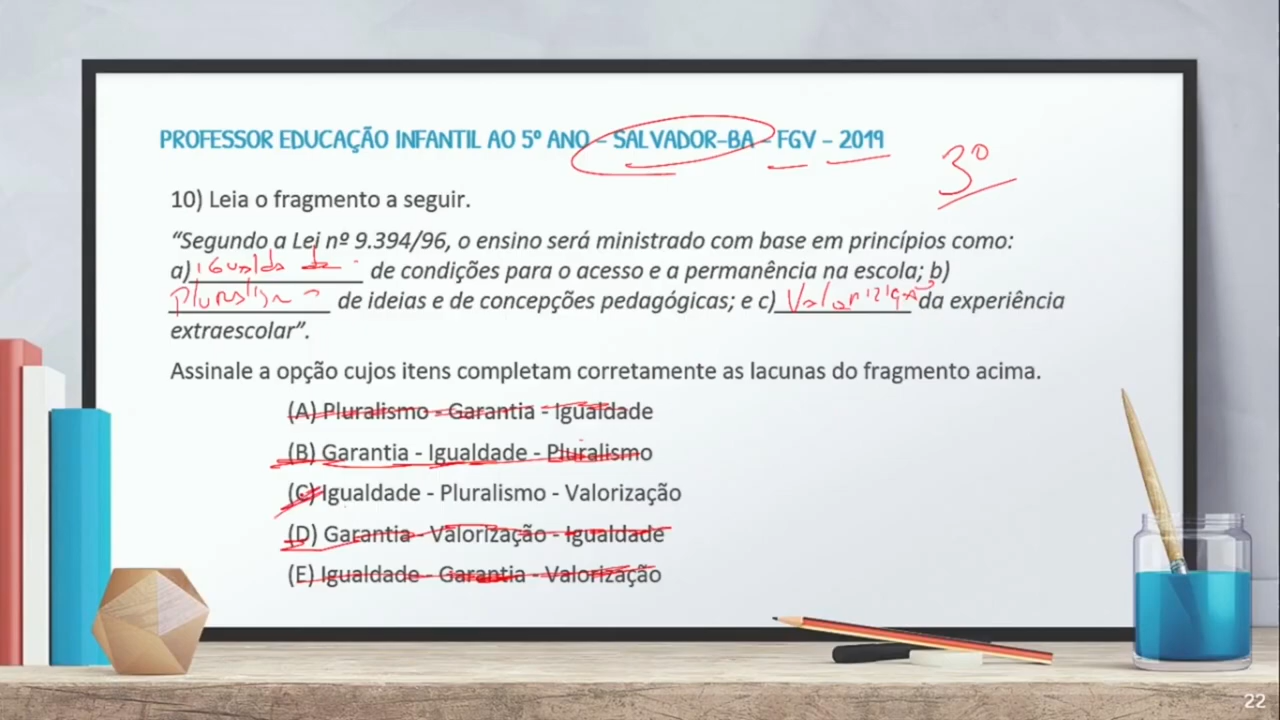 PROFESSOR EDUCAÇÃO INFANTIL AO 5º ANO – SALVADOR-BA – FGV – 2019
3º
10) Leia o fragmento a seguir.
“Segundo a Lei nº 9.394/96, o ensino será ministrado com base em princípios como:
a) Igualda de de condições para o acesso e a permanência na escola; b)
de ideias e de concepções pedagógicas; e c) da experiência
extraescolar”.
Assinale a opção cujos itens completam corretamente as lacunas do fragmento acima.
(A) Pluralismo - Garantia - Igualdade
(B) Garantia - Igualdade - Pluralismo
(C) Igualdade - Pluralismo - Valorização
(D) Garantia - Valorização - Igualdade
(E) Igualdade - Garantia - Valorização
22